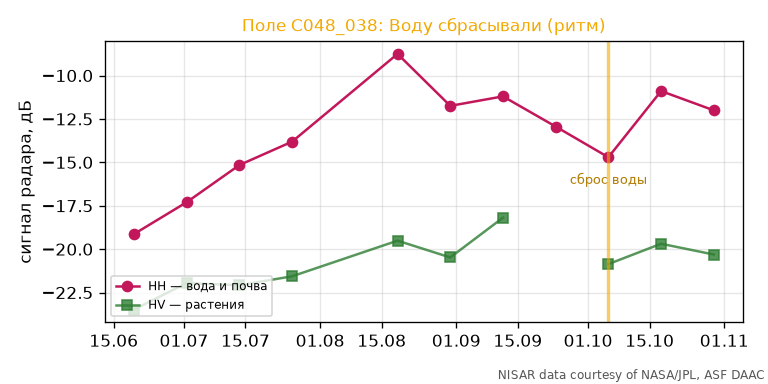 Поле C048_038: Воду сбрасывали (ритм)
сигнал радара, дБ
−10.0
−12.5
−15.0
−17.5
−20.0
−22.5
сброс воды
HH — вода и почва
HV — растения
15.06 01.07 15.07 01.08 15.08 01.09 15.09 01.10 15.10 01.11
NISAR data courtesy of NASA/JPL, ASF DAAC